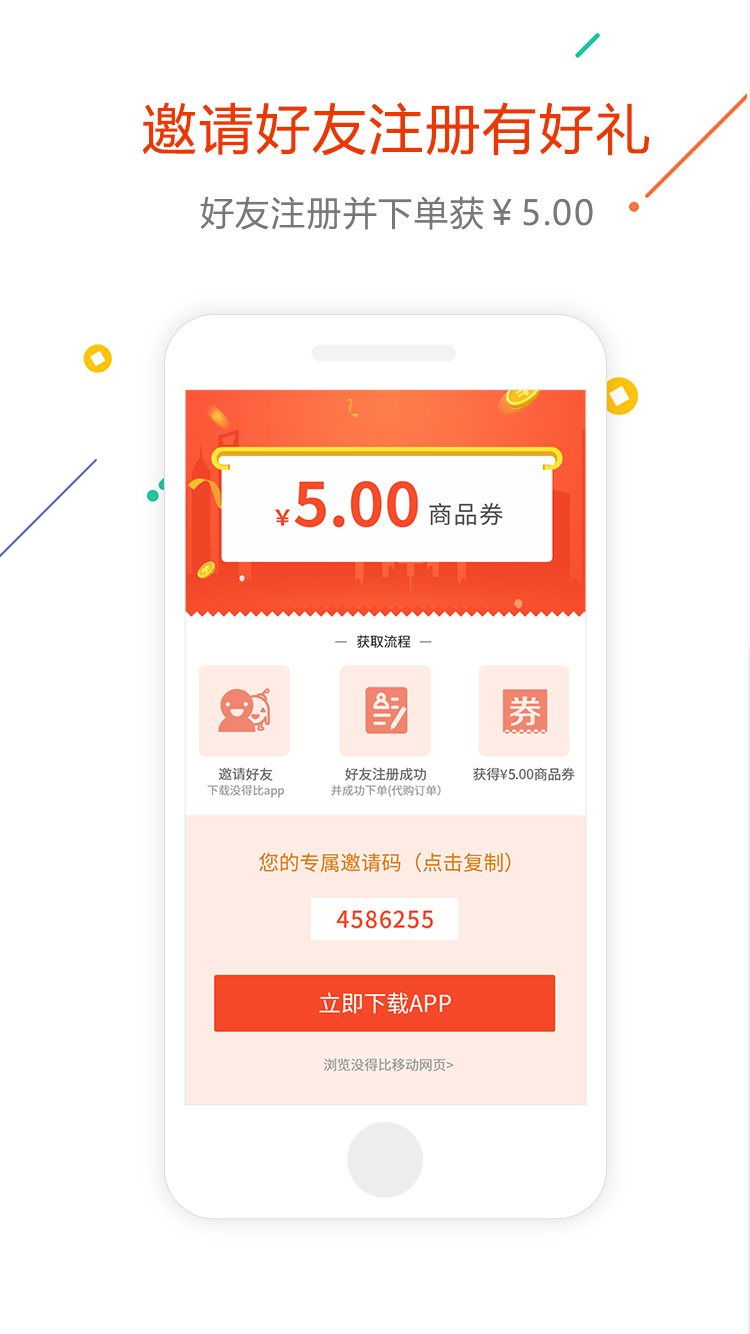 邀请好友注册有好礼
好友注册并下单获￥5.00
￥5.00 商品券
获取流程
券
邀请好友 好友注册成功 获得¥5.00商品券
下载没得比app 并成功下单(代购订单)
您的专属邀请码（点击复制）
4586255
立即下载APP
浏览没得比移动网页>